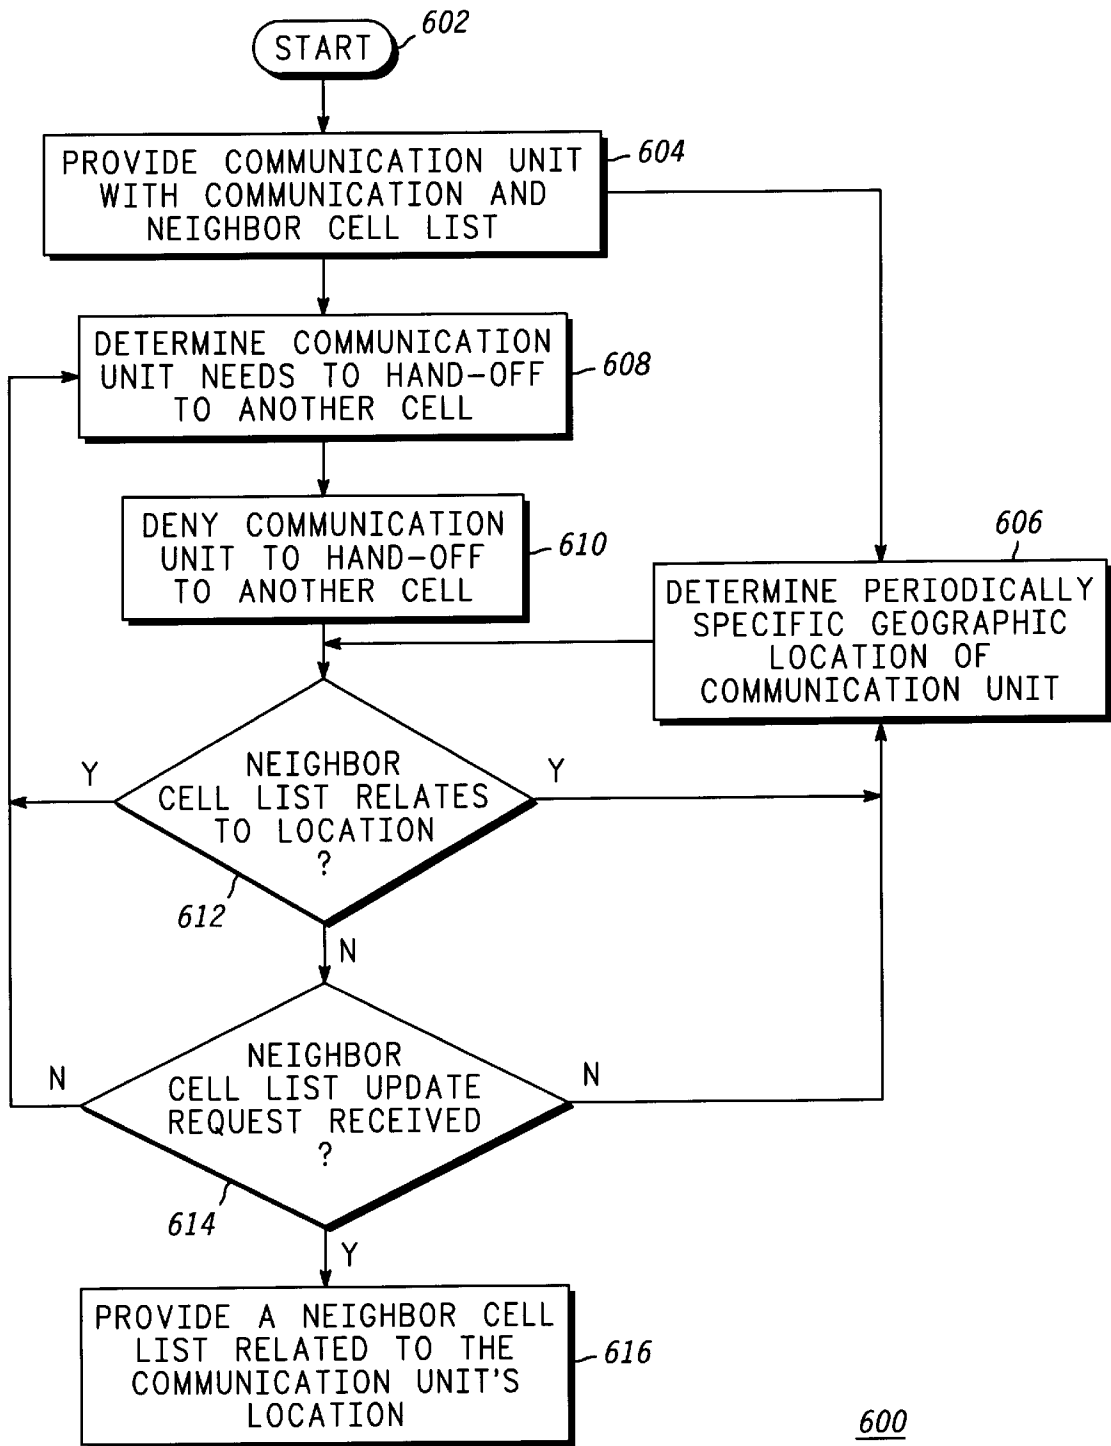 START
602
PROVIDE COMMUNICATION UNIT
WITH COMMUNICATION AND
NEIGHBOR CELL LIST
604
DETERMINE COMMUNICATION
UNIT NEEDS TO HAND-OFF
TO ANOTHER CELL
608
DENY COMMUNICATION
UNIT TO HAND-OFF
TO ANOTHER CELL
610
606
DETERMINE PERIODICALLY
SPECIFIC GEOGRAPHIC
LOCATION OF
COMMUNICATION UNIT
Y
NEIGHBOR
CELL LIST RELATES
TO LOCATION
?
Y
612
N
N
NEIGHBOR
CELL LIST UPDATE
REQUEST RECEIVED
?
N
614
Y
PROVIDE A NEIGHBOR CELL
LIST RELATED TO THE
COMMUNICATION UNIT'S
LOCATION
616
600